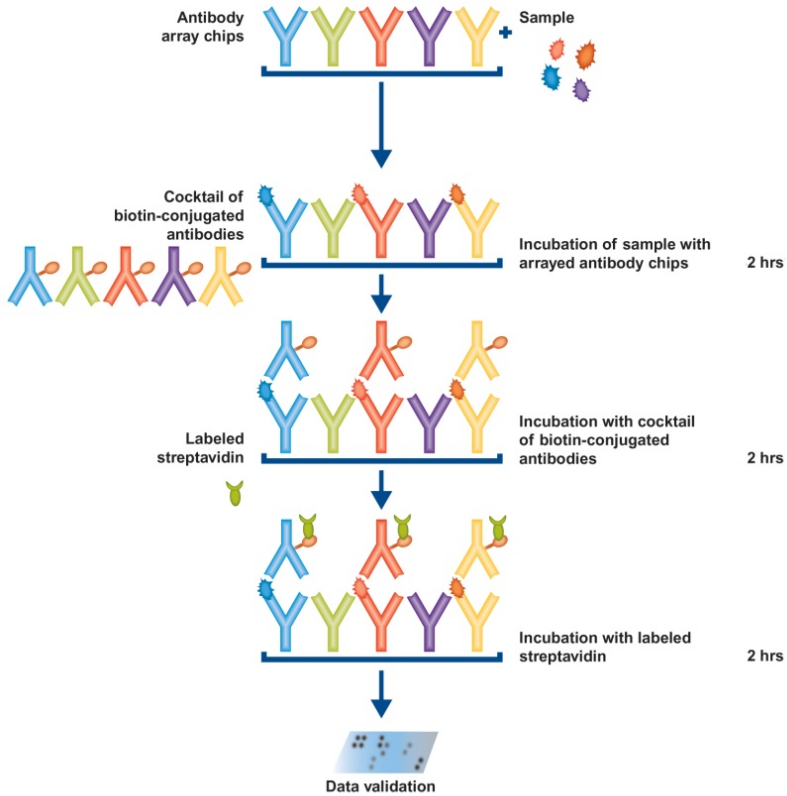 Antibody
array chips
+
Sample
Cocktail of
biotin-conjugated
antibodies
Incubation of sample with
arrayed antibody chips
2 hrs
Labeled
streptavidin
Incubation with cocktail
of biotin-conjugated
antibodies
2 hrs
Incubation with labeled
streptavidin
2 hrs
Data validation